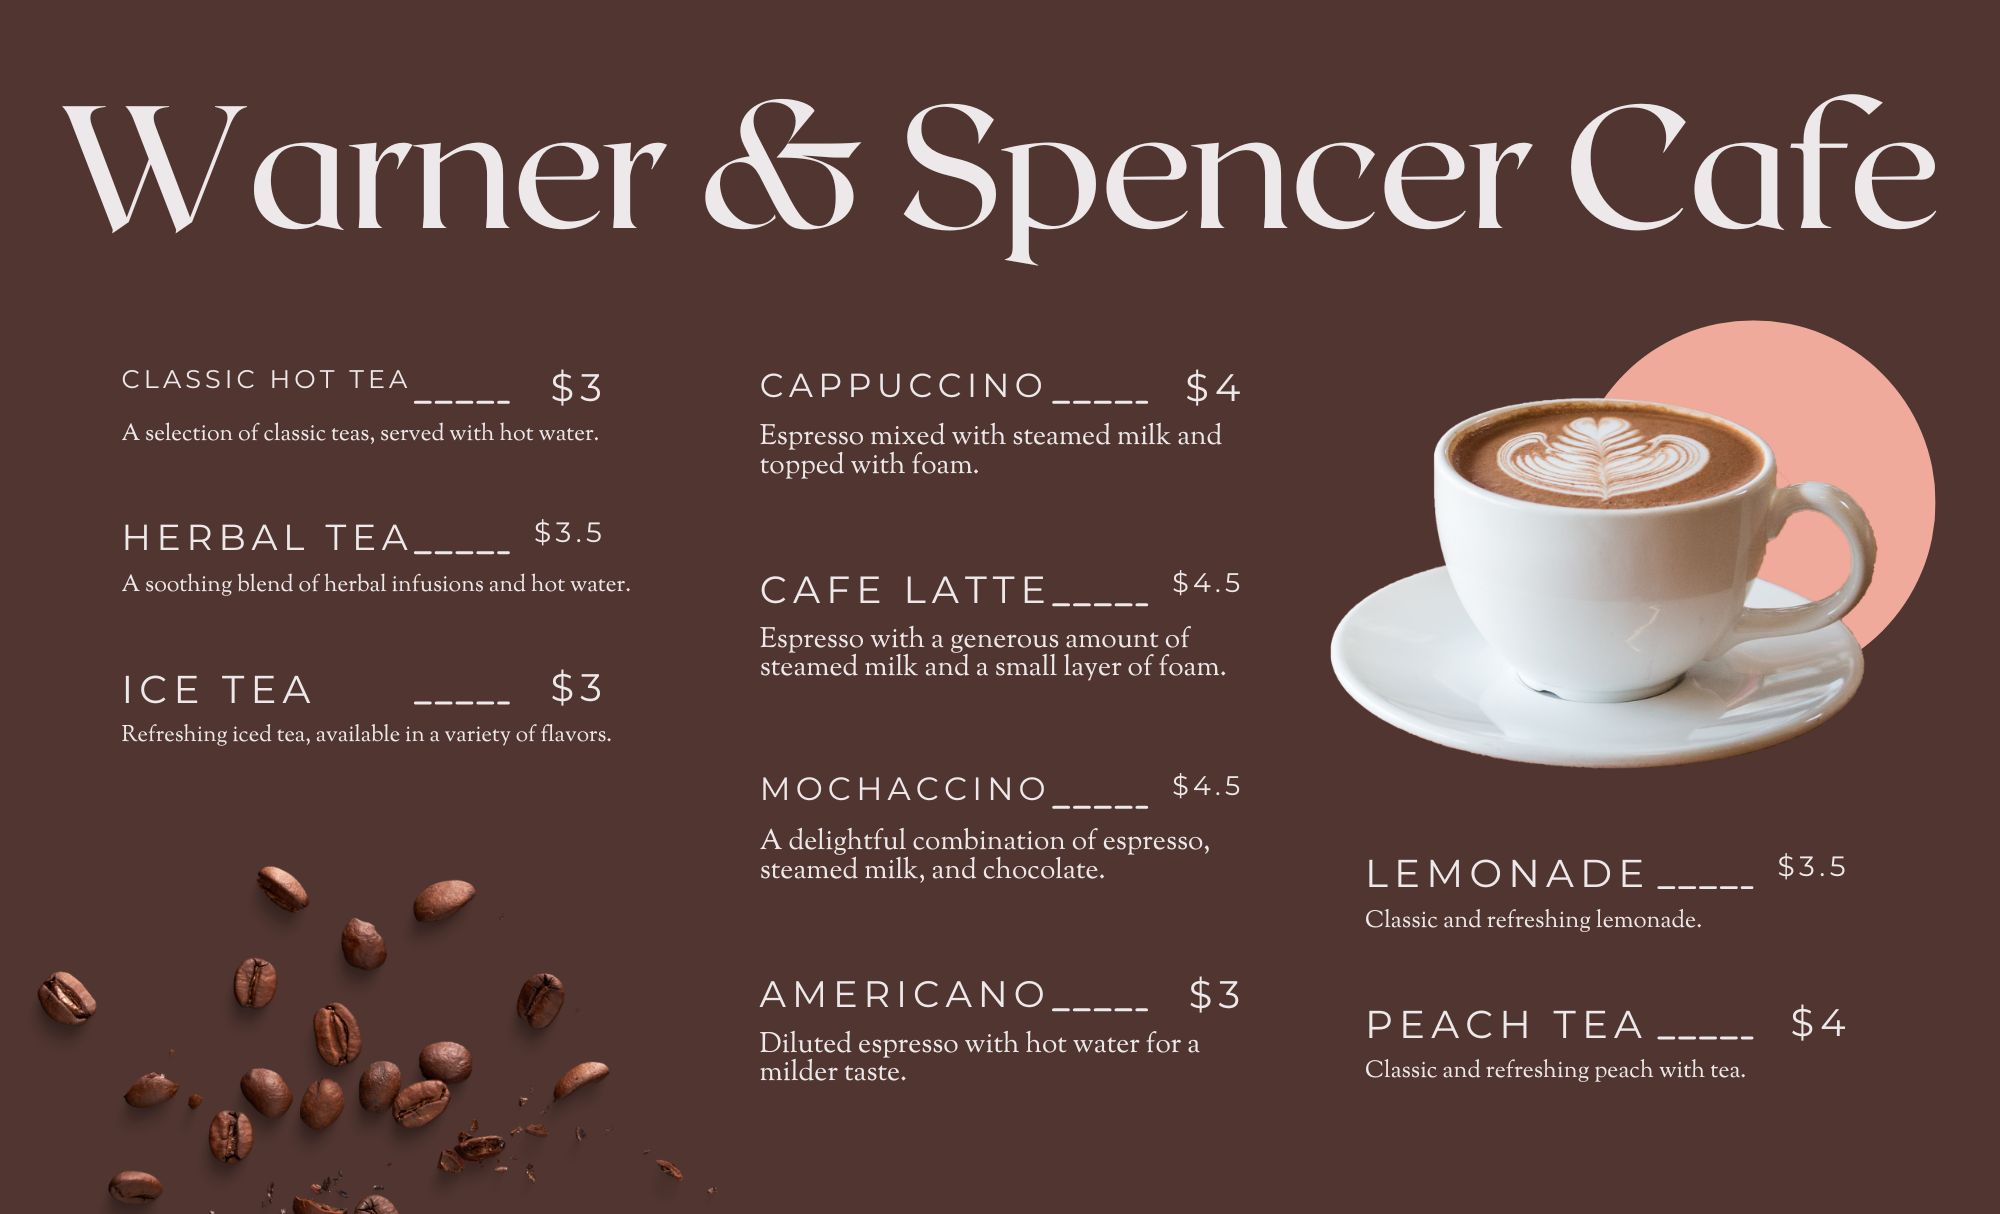 Warner & Spencer Cafe
CLASSIC HOT TEA_____ $3
A selection of classic teas, served with hot water.
HERBAL TEA_____ $3.5
A soothing blend of herbal infusions and hot water.
ICE TEA _____ $3
Refreshing iced tea, available in a variety of flavors.
CAPPUCCINO_____ $4
Espresso mixed with steamed milk and
topped with foam.
CAFE LATTE_____ $4.5
Espresso with a generous amount of
steamed milk and a small layer of foam.
MOCHACCINO_____ $4.5
A delightful combination of espresso,
steamed milk, and chocolate.
AMERICANO_____ $3
Diluted espresso with hot water for a
milder taste.
LEMONADE _____ $3.5
Classic and refreshing lemonade.
PEACH TEA _____ $4
Classic and refreshing peach with tea.